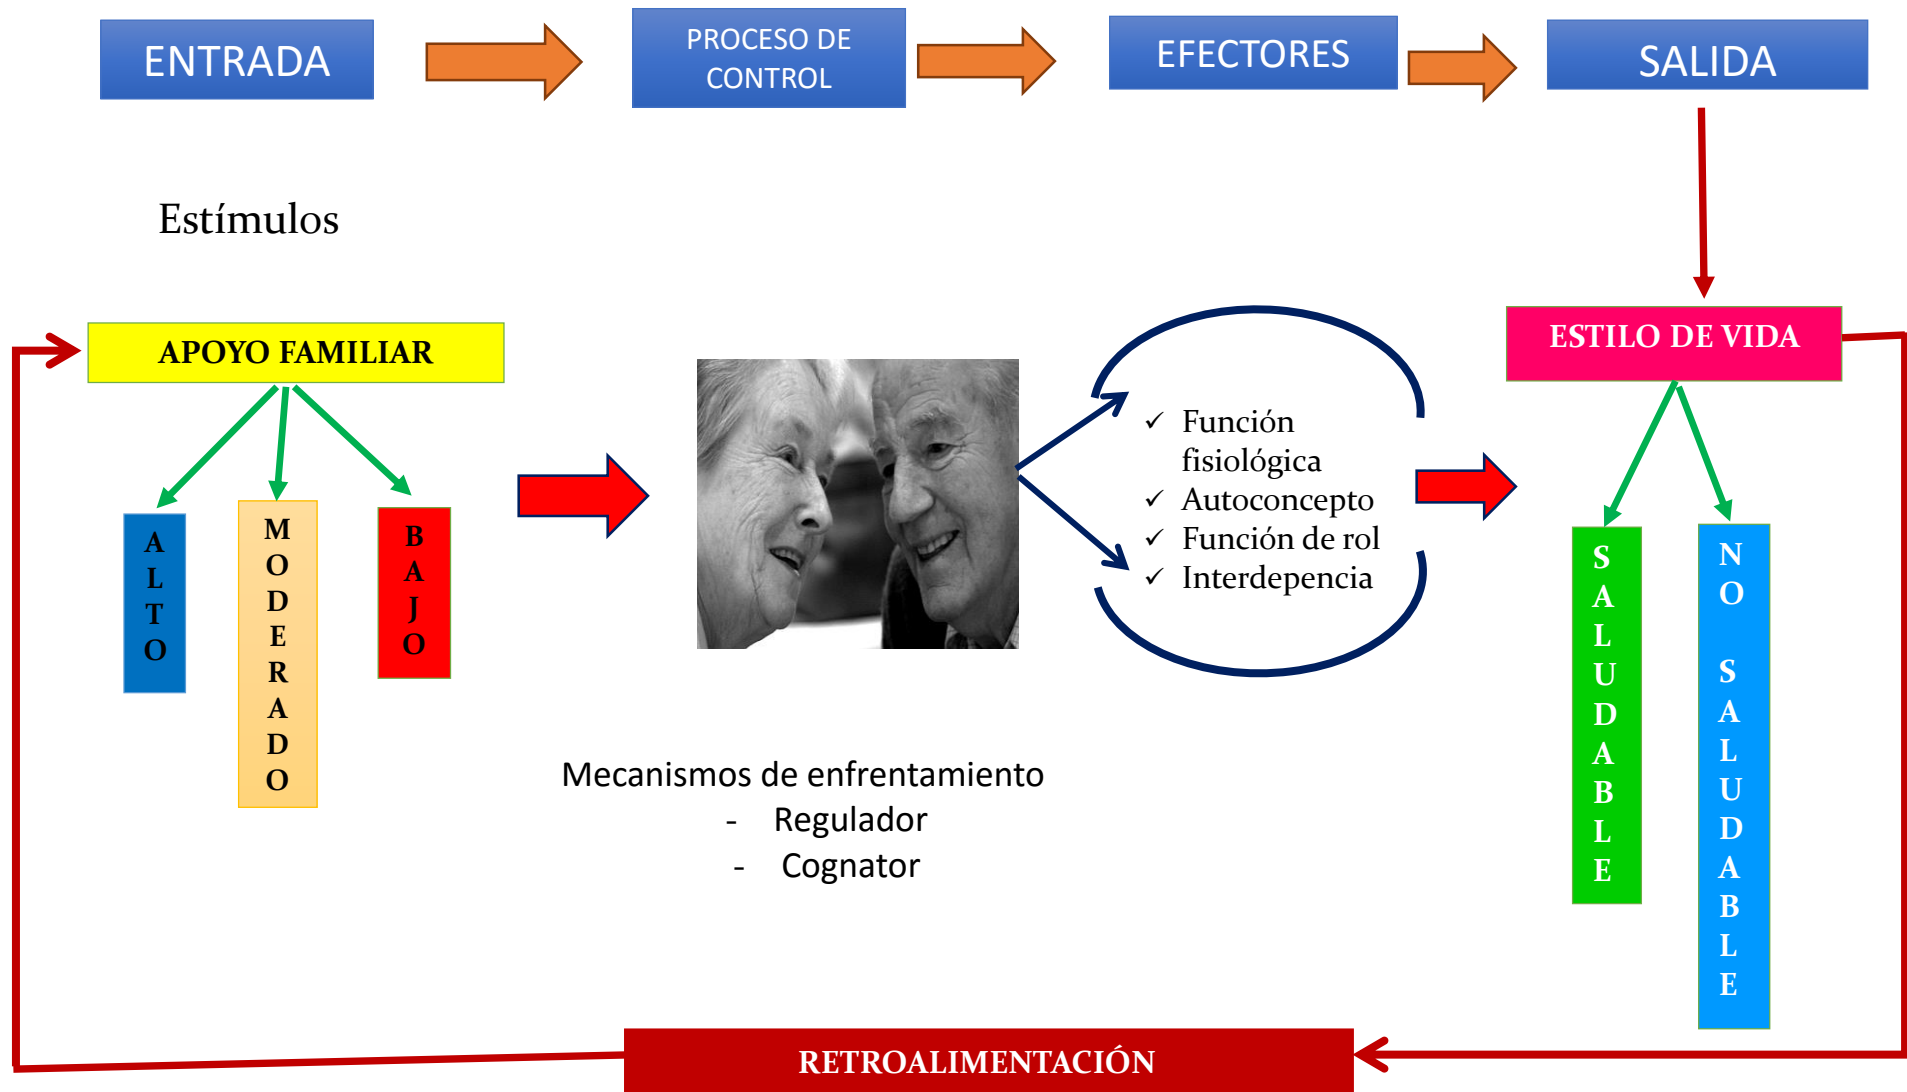 ENTRADA
PROCESO DE
CONTROL
EFECTORES
SALIDA
Estímulos
APOYO FAMILIAR
ESTILO DE VIDA
ALTO
MODERADO
BAJO
✓ Función
fisiológica
✓ Autoconcepto
✓ Función de rol
✓ Interdepencia
SALUDABLE
NO SALUDABLE
Mecanismos de enfrentamiento
- Regulador
- Cognator
RETROALIMENTACIÓN